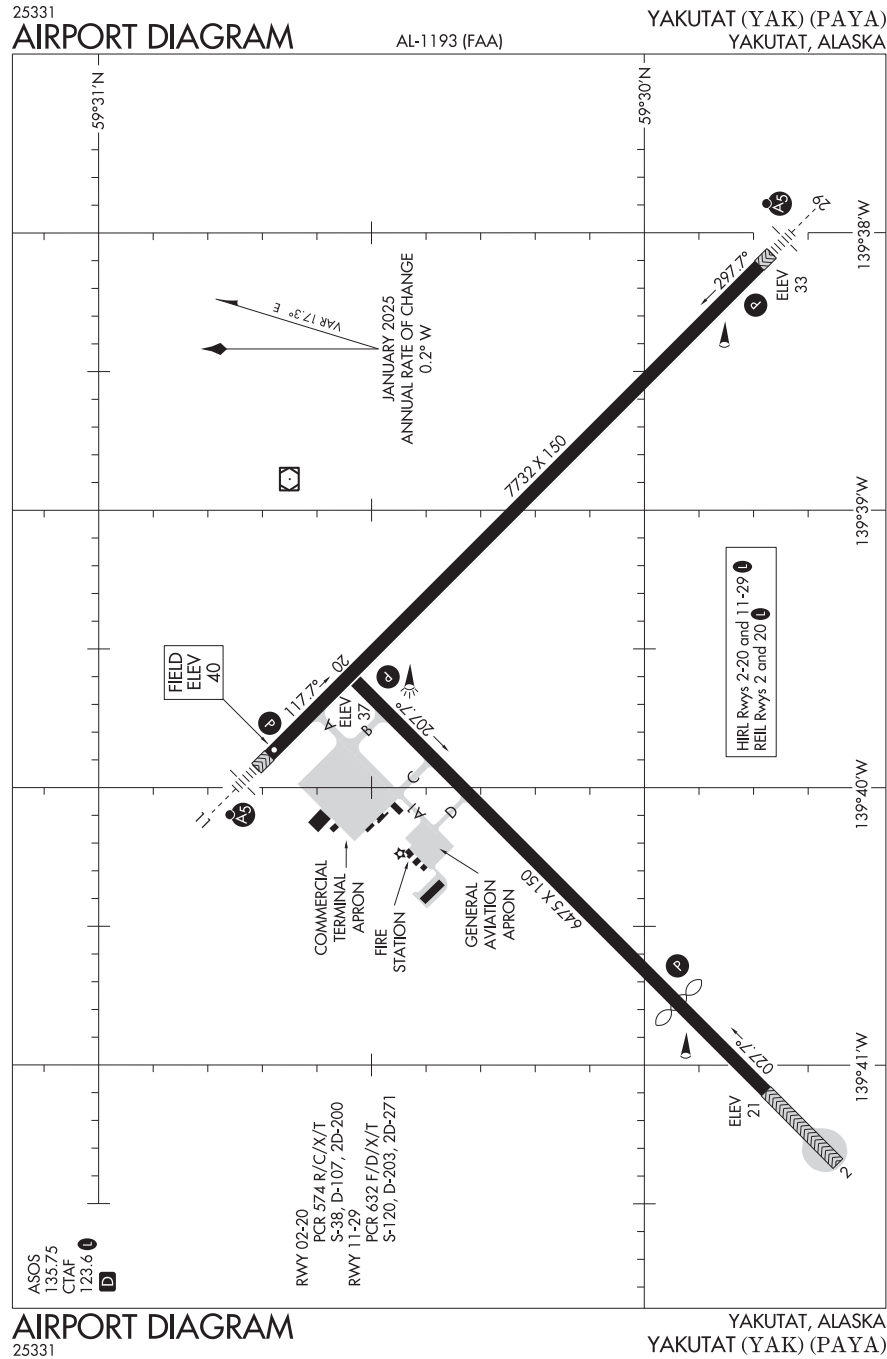 25331
AIRPORT DIAGRAM
AL-1193 (FAA)
YAKUTAT (YAK) (PAYA)
YAKUTAT, ALASKA
59°31'N
59°30'N
139°38'W
139°39'W
139°40'W
139°41'W
A5
29
297.7°
ELEV
33
P
VAR 17.3° E
JANUARY 2025
ANNUAL RATE OF CHANGE
0.2° W
7732 X 150
FIELD
ELEV
40
P
117.7°
20
A
ELEV
37
B
P
207.7°
11
A5
C
A1
D
COMMERCIAL
TERMINAL
APRON
FIRE
STATION
GENERAL
AVIATION
APRON
6475 X 150
P
HIRL Rwys 2-20 and 11-29 L
REIL Rwys 2 and 20 L
027.7°
ELEV
21
2
RWY 02-20
PCR 574 R/C/X/T
S-38, D-107, 2D-200
RWY 11-29
PCR 632 F/D/X/T
S-120, D-203, 2D-271
ASOS
135.75
CTAF
123.6 L
D
AIRPORT DIAGRAM
25331
YAKUTAT, ALASKA
YAKUTAT (YAK) (PAYA)